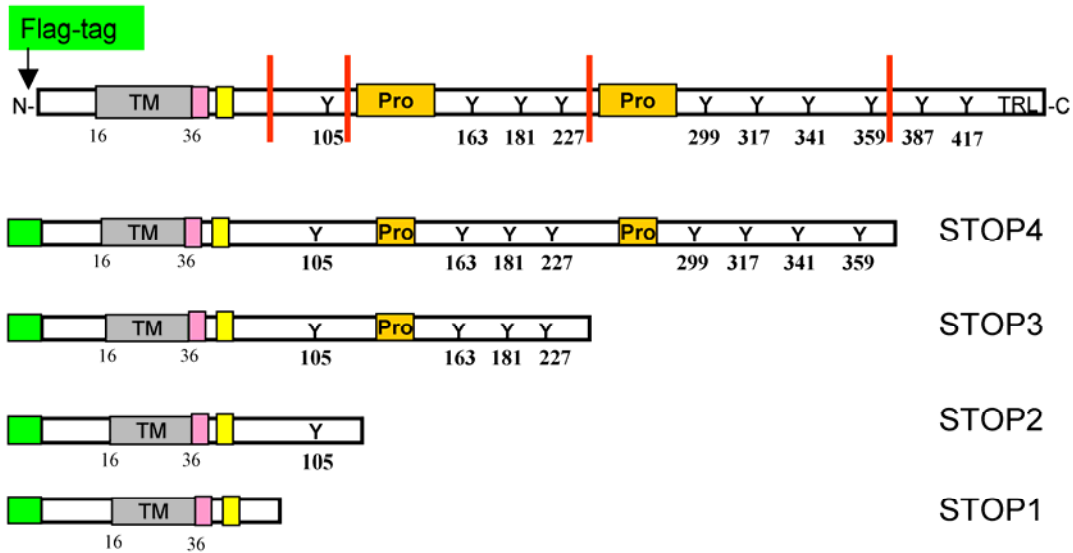 Flag-tag
N- TM Y Pro Y Y Y Pro Y Y Y Y Y Y TRL -C
16 36 105 163 181 227 299 317 341 359 387 417
TM Y Pro Y Y Y Pro Y Y Y Y STOP4
16 36 105 163 181 227 299 317 341 359
TM Y Pro Y Y Y STOP3
16 36 105 163 181 227
TM Y STOP2
16 36 105
TM STOP1
16 36